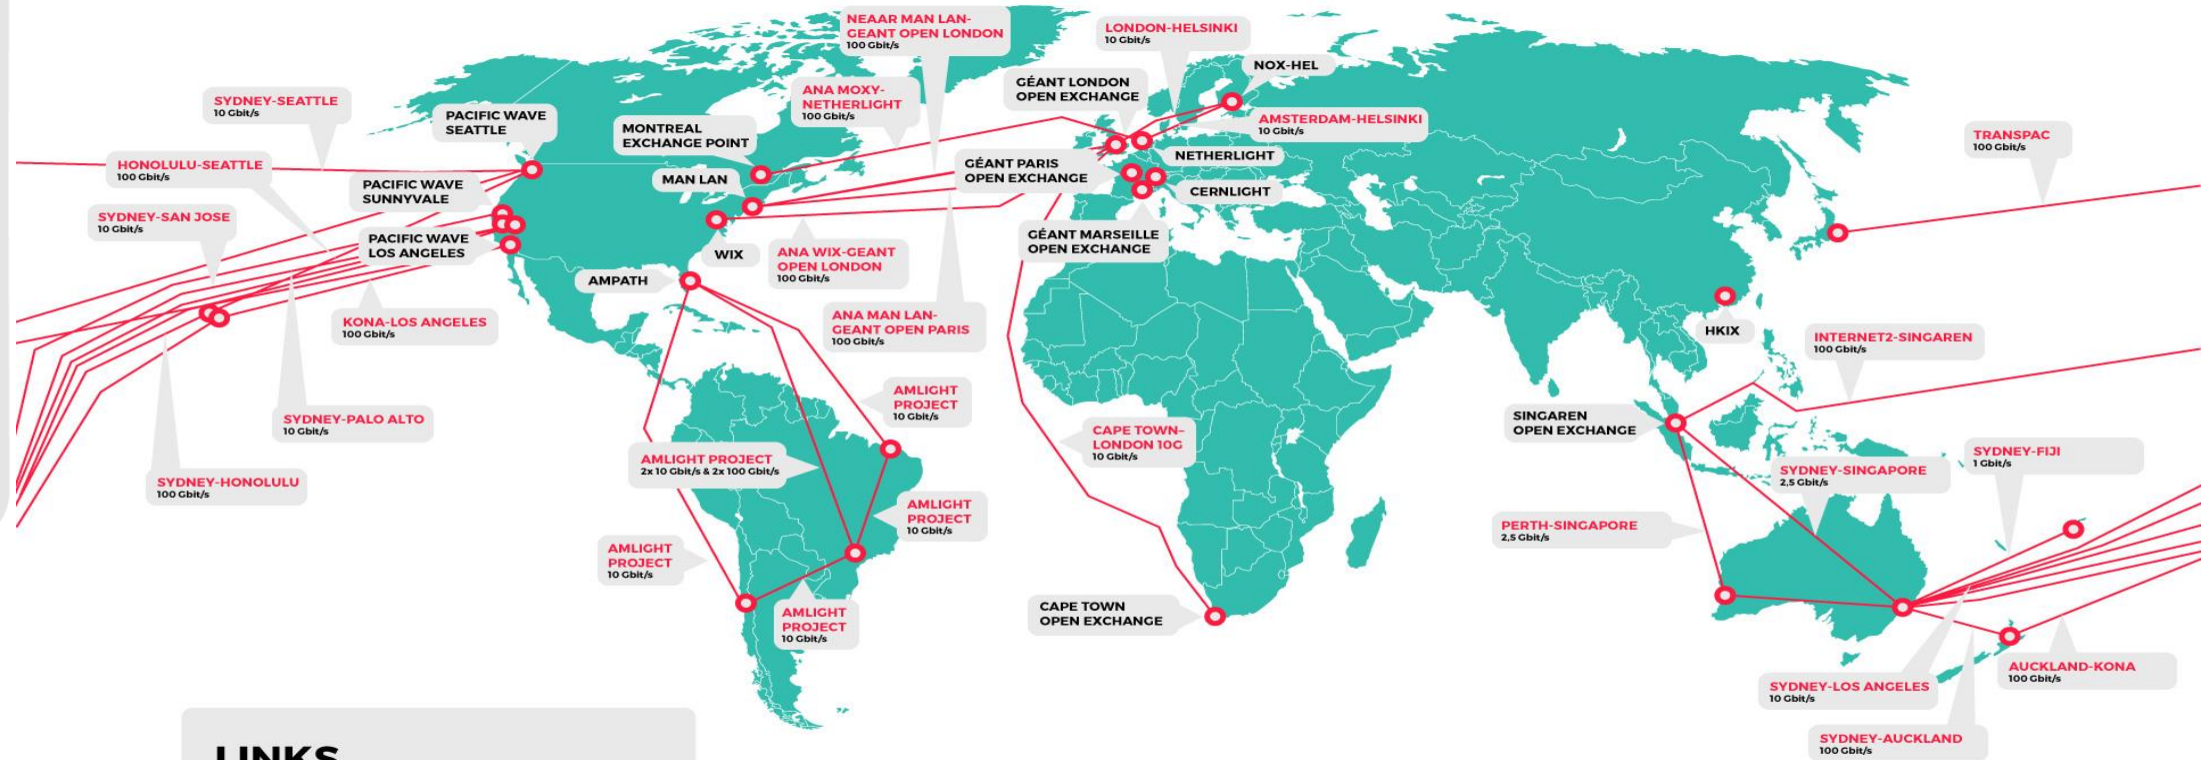 NEAAR MAN LAN-
GEANT OPEN LONDON
100 Gbit/s
LONDON-HELSINKI
10 Gbit/s
NOX-HEL
GÉANT LONDON
OPEN EXCHANGE
ANA MOXY-
NETHERLIGHT
100 Gbit/s
SYDNEY-SEATTLE
10 Gbit/s
PACIFIC WAVE
SEATTLE
MONTREAL
EXCHANGE POINT
AMSTERDAM-HELSINKI
10 Gbit/s
TRANSPAC
100 Gbit/s
HONOLULU-SEATTLE
100 Gbit/s
PACIFIC WAVE
SUNNYVALE
MAN LAN
GÉANT PARIS
OPEN EXCHANGE
NETHERLIGHT
CERNLIGHT
SYDNEY-SAN JOSE
10 Gbit/s
PACIFIC WAVE
LOS ANGELES
WIX
ANA WIX-GEANT
OPEN LONDON
100 Gbit/s
GÉANT MARSEILLE
OPEN EXCHANGE
AMPATH
KONA-LOS ANGELES
100 Gbit/s
ANA MAN LAN-
GEANT OPEN PARIS
100 Gbit/s
HKIX
INTERNET2-SINGAREN
100 Gbit/s
AMLIGHT
PROJECT
10 Gbit/s
SYDNEY-PALO ALTO
10 Gbit/s
SINGAREN
OPEN EXCHANGE
CAPE TOWN-
LONDON 10G
10 Gbit/s
AMLIGHT PROJECT
2x 10 Gbit/s & 2x 100 Gbit/s
SYDNEY-FIJI
1 Gbit/s
SYDNEY-SINGAPORE
2,5 Gbit/s
SYDNEY-HONOLULU
100 Gbit/s
AMLIGHT
PROJECT
10 Gbit/s
PERTH-SINGAPORE
2,5 Gbit/s
AMLIGHT
PROJECT
10 Gbit/s
CAPE TOWN
OPEN EXCHANGE
AMLIGHT
PROJECT
10 Gbit/s
AUCKLAND-KONA
100 Gbit/s
SYDNEY-LOS ANGELES
10 Gbit/s
SYDNEY-AUCKLAND
100 Gbit/s
LINKS